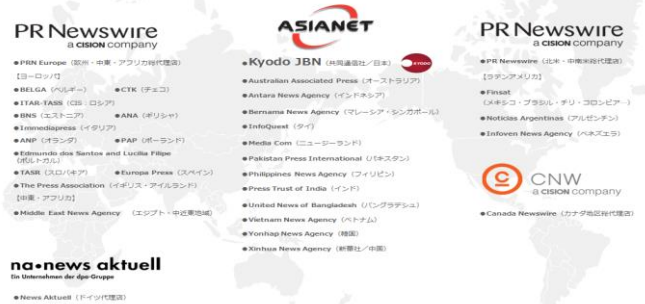 PR Newswire
a CISION company
●PRN Europe（欧州・中東・アフリカ総代理店）
【ヨーロッパ】
●BELGA（ベルギー） ●CTK（チェコ）
●ITAR-TASS（CIS：ロシア）
●BNS（エストニア） ●ANA（ギリシャ）
●Immediapress（イタリア）
●ANP（オランダ） ●PAP（ポーランド）
●Edmundo dos Santos and Lucilia Filipe
（ポルトガル）
●TASR（スロバキア） ●Europa Press（スペイン）
●The Press Association（イギリス・アイルランド）
【中東・アフリカ】
●Middle East News Agency （エジプト・中近東地域）
na•news aktuell
Ein Unternehmen der dpa-Gruppe
●News Aktuell（ドイツ代理店）
ASIANET
●Kyodo JBN（共同通信社／日本） KYODO
●Australian Associated Press（オーストラリア）
●Antara News Agency（インドネシア）
●Bernama News Agency（マレーシア・シンガポール）
●InfoQuest（タイ）
●Media Com（ニュージーランド）
●Pakistan Press International（パキスタン）
●Philippines News Agency（フィリピン）
●Press Trust of India（インド）
●United News of Bangladesh（バングラデシュ）
●Vietnam News Agency（ベトナム）
●Yonhap News Agency（韓国）
●Xinhua News Agency（新華社／中国）
PR Newswire
a CISION company
●PR Newswire（北米・中南米総代理店）
【ラテンアメリカ】
●Finsat
（メキシコ・ブラジル・チリ・コロンビア…）
●Noticias Argentinas（アルゼンチン）
●Infoven News Agency（ベネズエラ）
CNW
a CISION company
●Canada Newswire（カナダ地区総代理店）